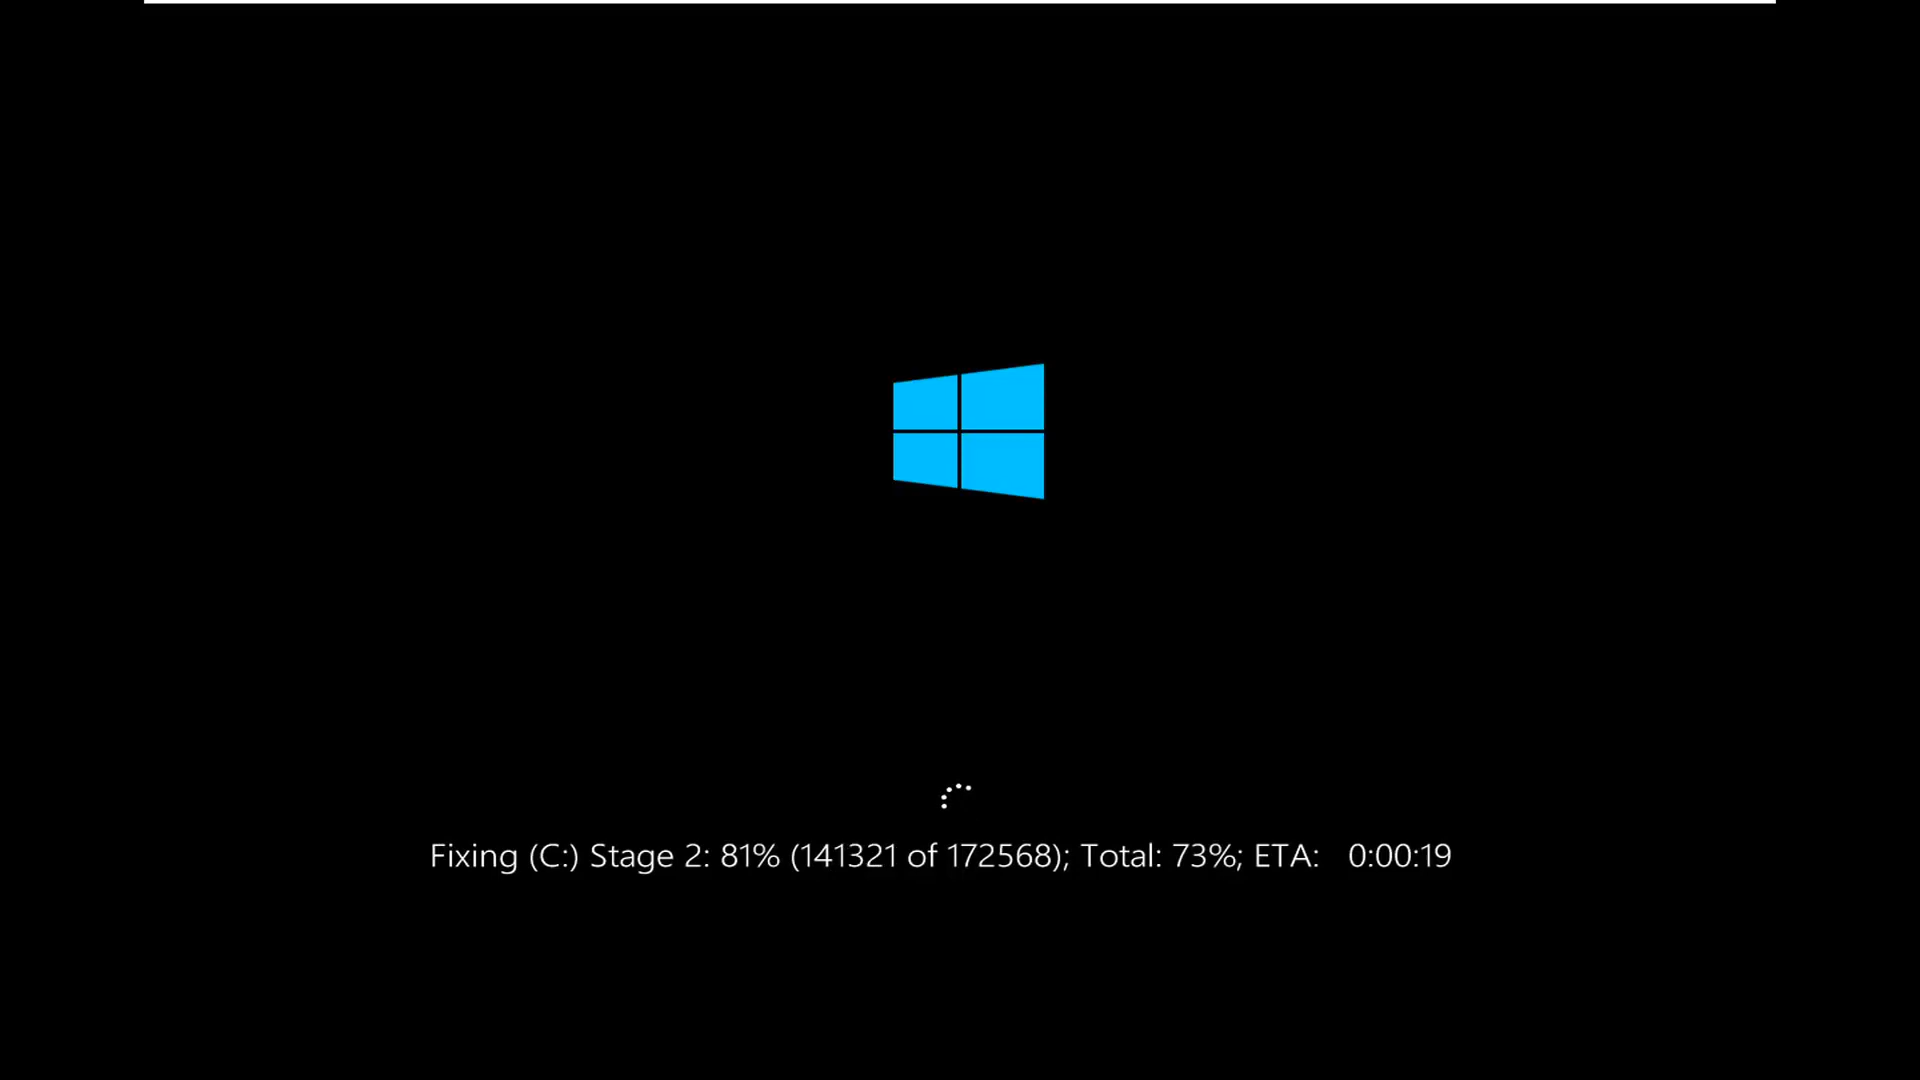 Fixing (C:) Stage 2: 81% (141321 of 172568); Total: 73%; ETA:   0:00:19